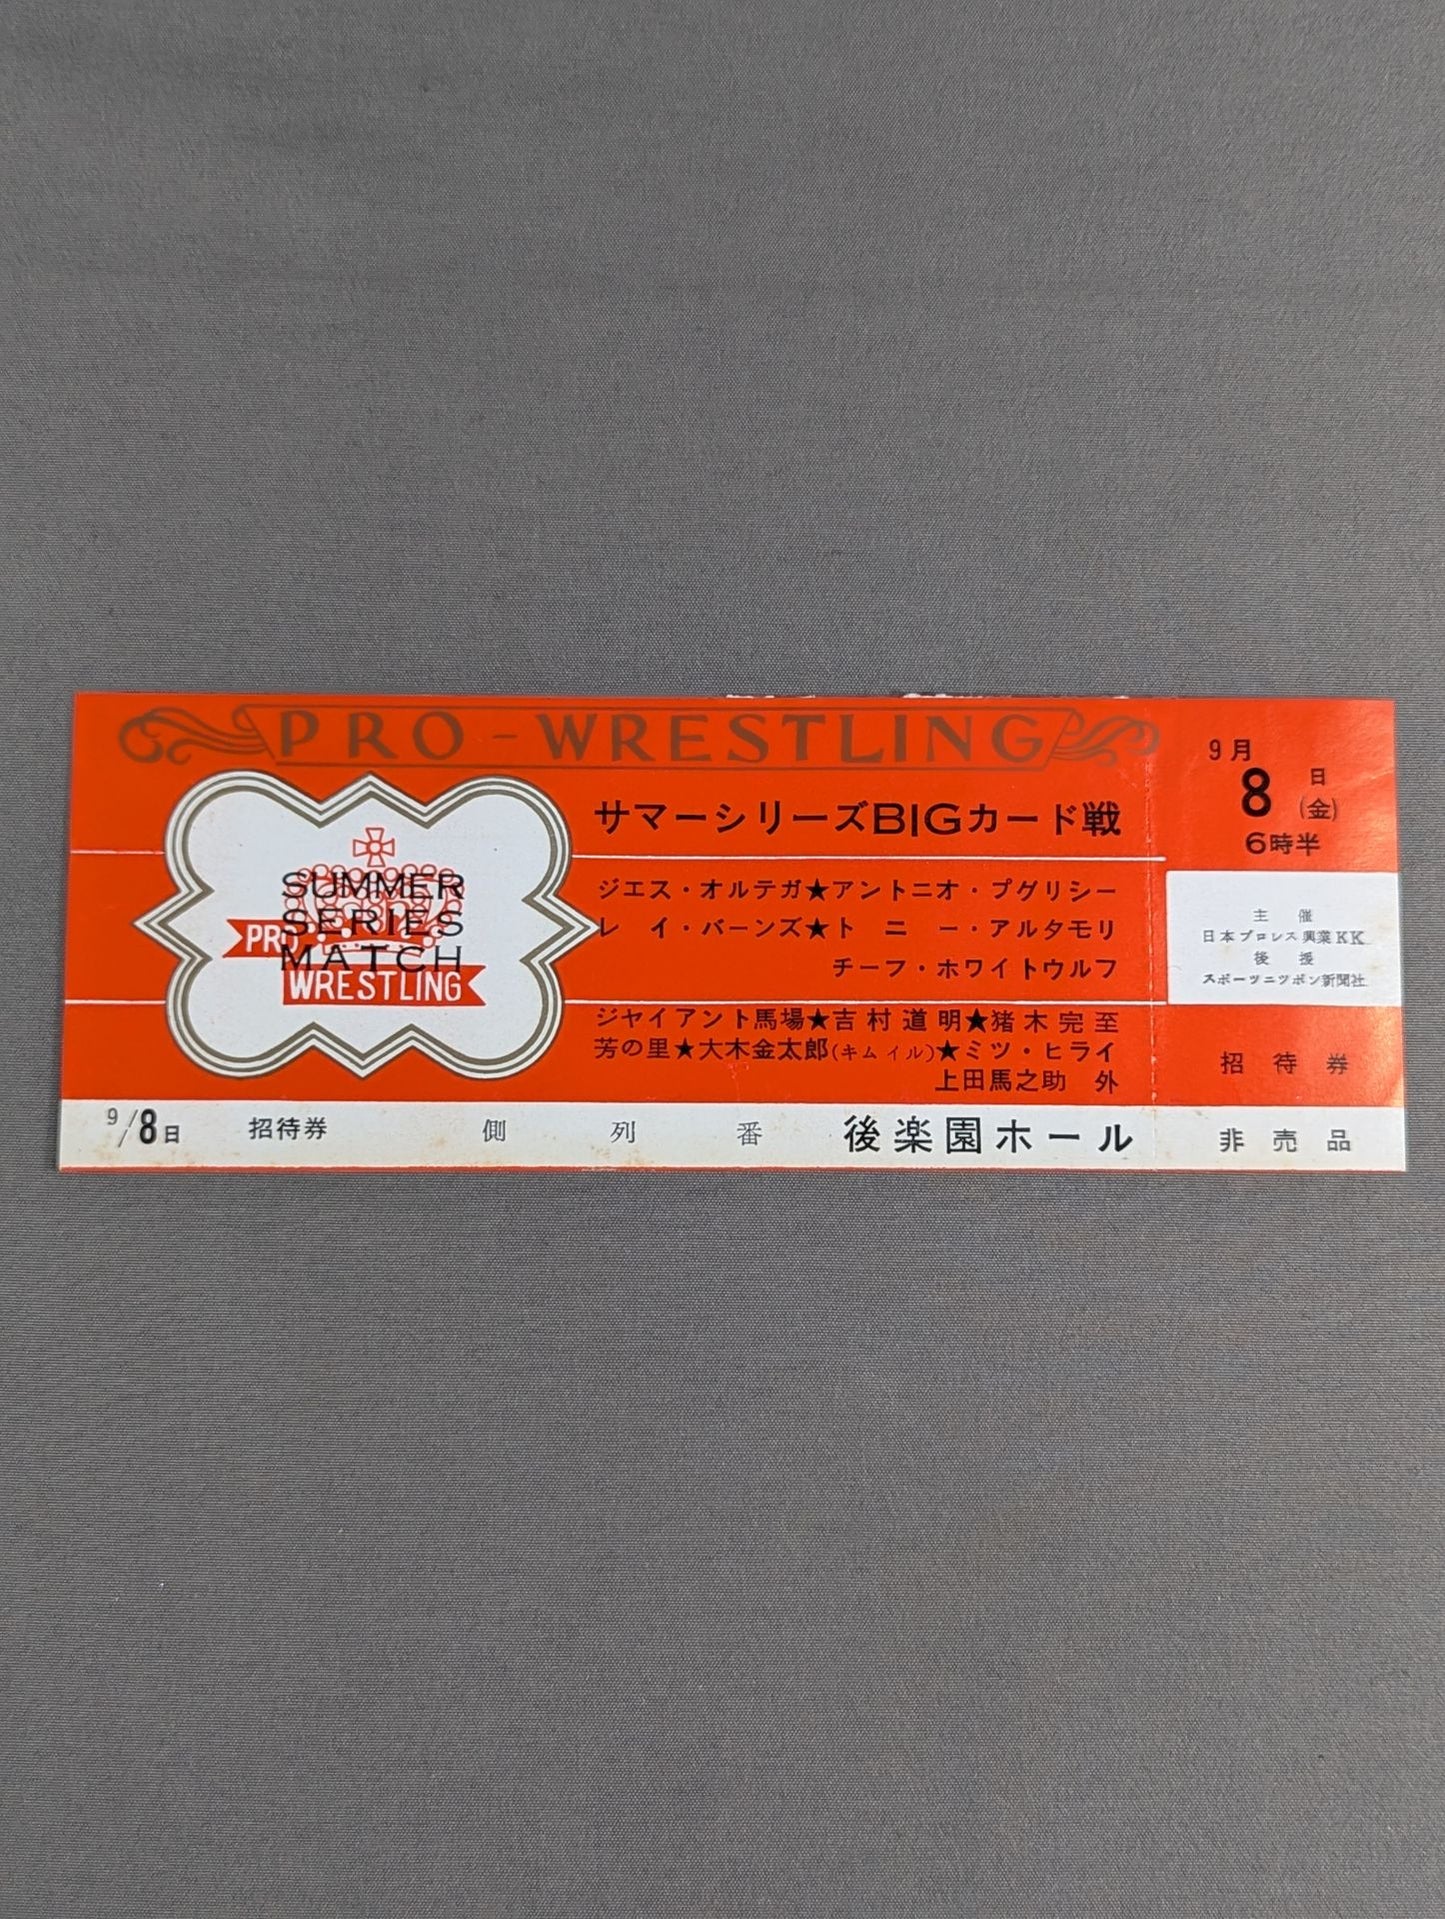 PRO-WRESTLING
サマーシリーズBIGカード戦
SUMMER
SERIES
MATCH
PRO
WRESTLING
ジエス・オルテガ★アントニオ・プグリシー
レイ・バーンズ★トニー・アルタモリ
チーフ・ホワイトウルフ
ジヤイアント馬場★吉村道明★猪木完至
芳の里★大木金太郎(キムイル)★ミツ・ヒライ
上田馬之助 外
9/8日 招待券 側 列 番 後楽園ホール
9月
8日(金)
6時半
主催
日本プロレス興業KK
後援
スポーツニツポン新聞社
招待券
非売品